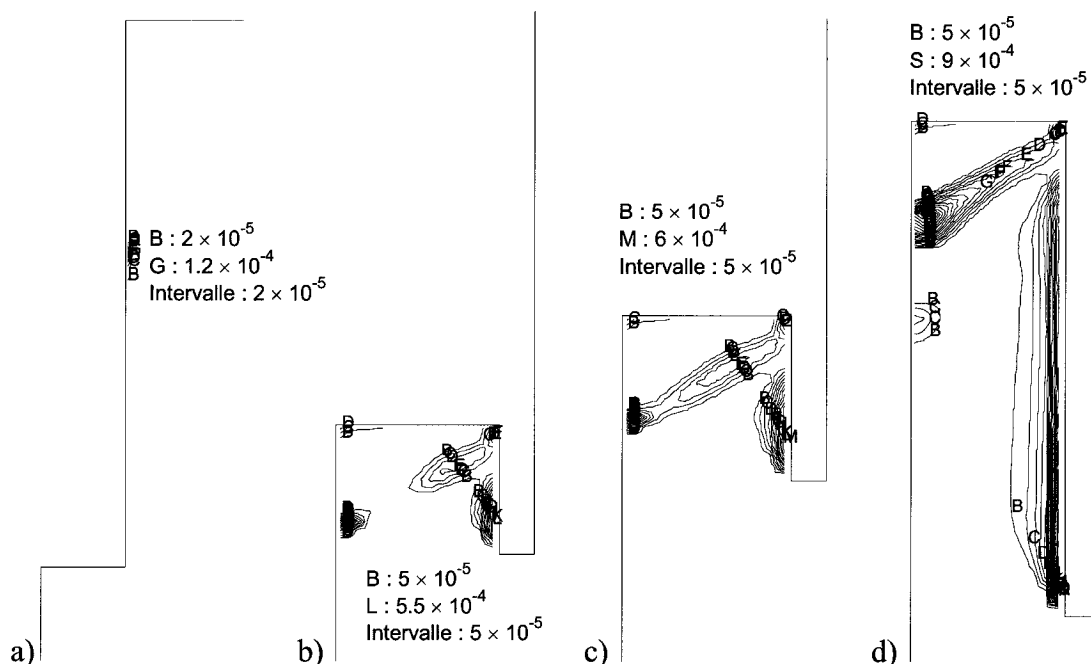 B : 2 × 10⁻⁵
G : 1.2 × 10⁻⁴
Intervalle : 2 × 10⁻⁵
a)
B : 5 × 10⁻⁵
L : 5.5 × 10⁻⁴
Intervalle : 5 × 10⁻⁵
b)
B : 5 × 10⁻⁵
M : 6 × 10⁻⁴
Intervalle : 5 × 10⁻⁵
M
c)
B : 5 × 10⁻⁵
S : 9 × 10⁻⁴
Intervalle : 5 × 10⁻⁵
D
E
F
G
B
C
B
B
C
D
d)